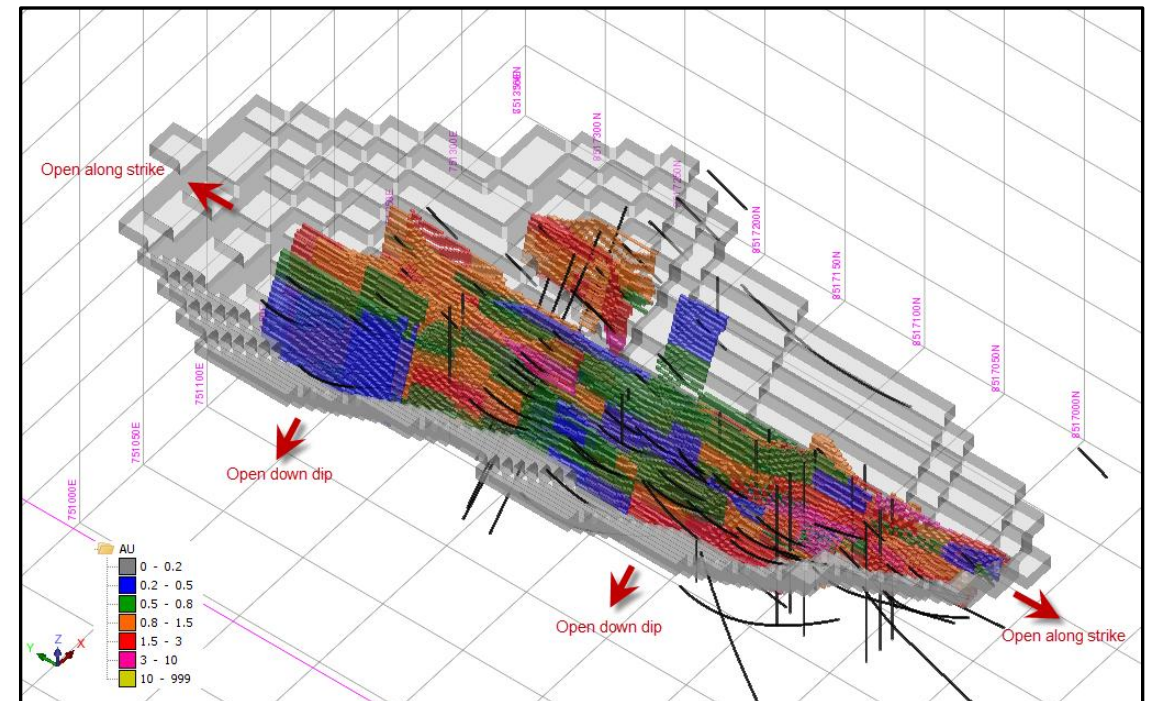 8517300N
751300E
8517200N
8517150N
8517100N
8517050N
8517000N
Open along strike
751100E
751050E
751000E
Open down dip
Open down dip
Open along strike
AU
0 - 0.2
0.2 - 0.5
0.5 - 0.8
0.8 - 1.5
1.5 - 3
3 - 10
10 - 999
Y Z X